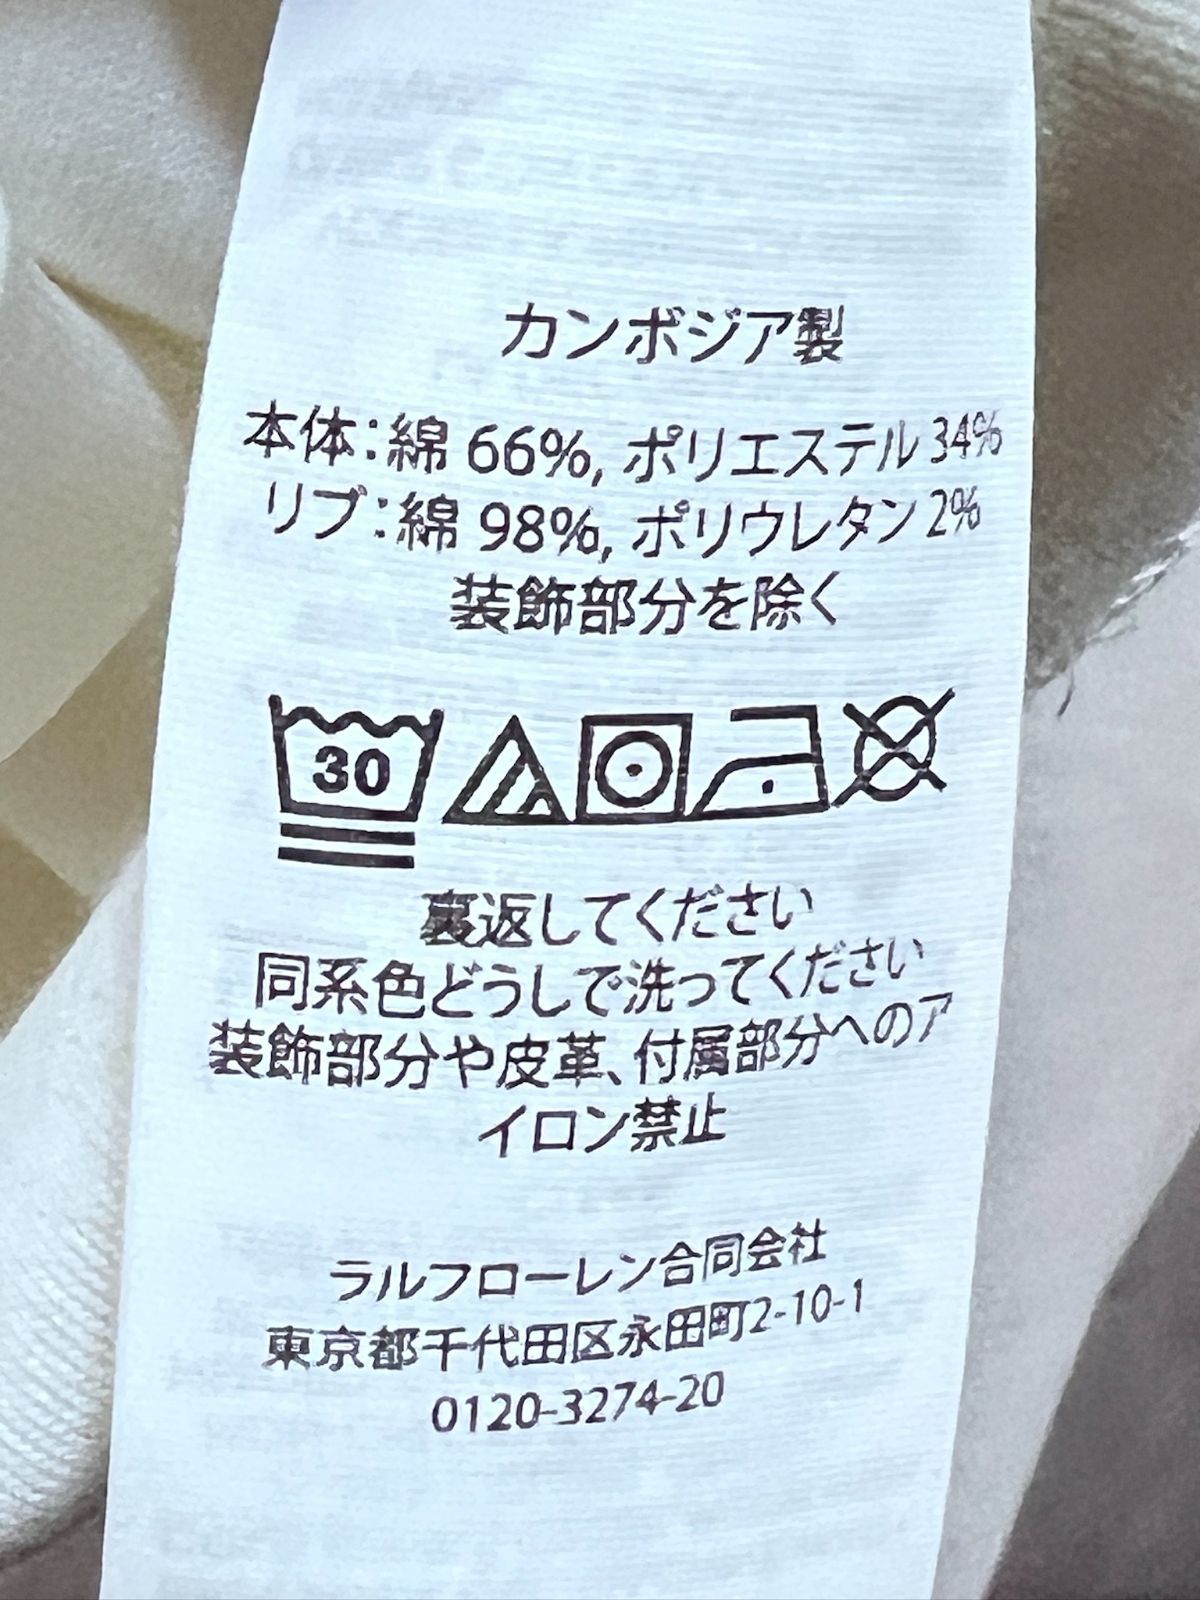 カンボジア製
本体:綿 66%, ポリエステル 34%
リブ:綿 98%, ポリウレタン 2%
装飾部分を除く
30
裏返してください
同系色どうしで洗ってください
装飾部分や皮革、付属部分へのア
イロン禁止
ラルフローレン合同会社
東京都千代田区永田町2-10-1
0120-3274-20